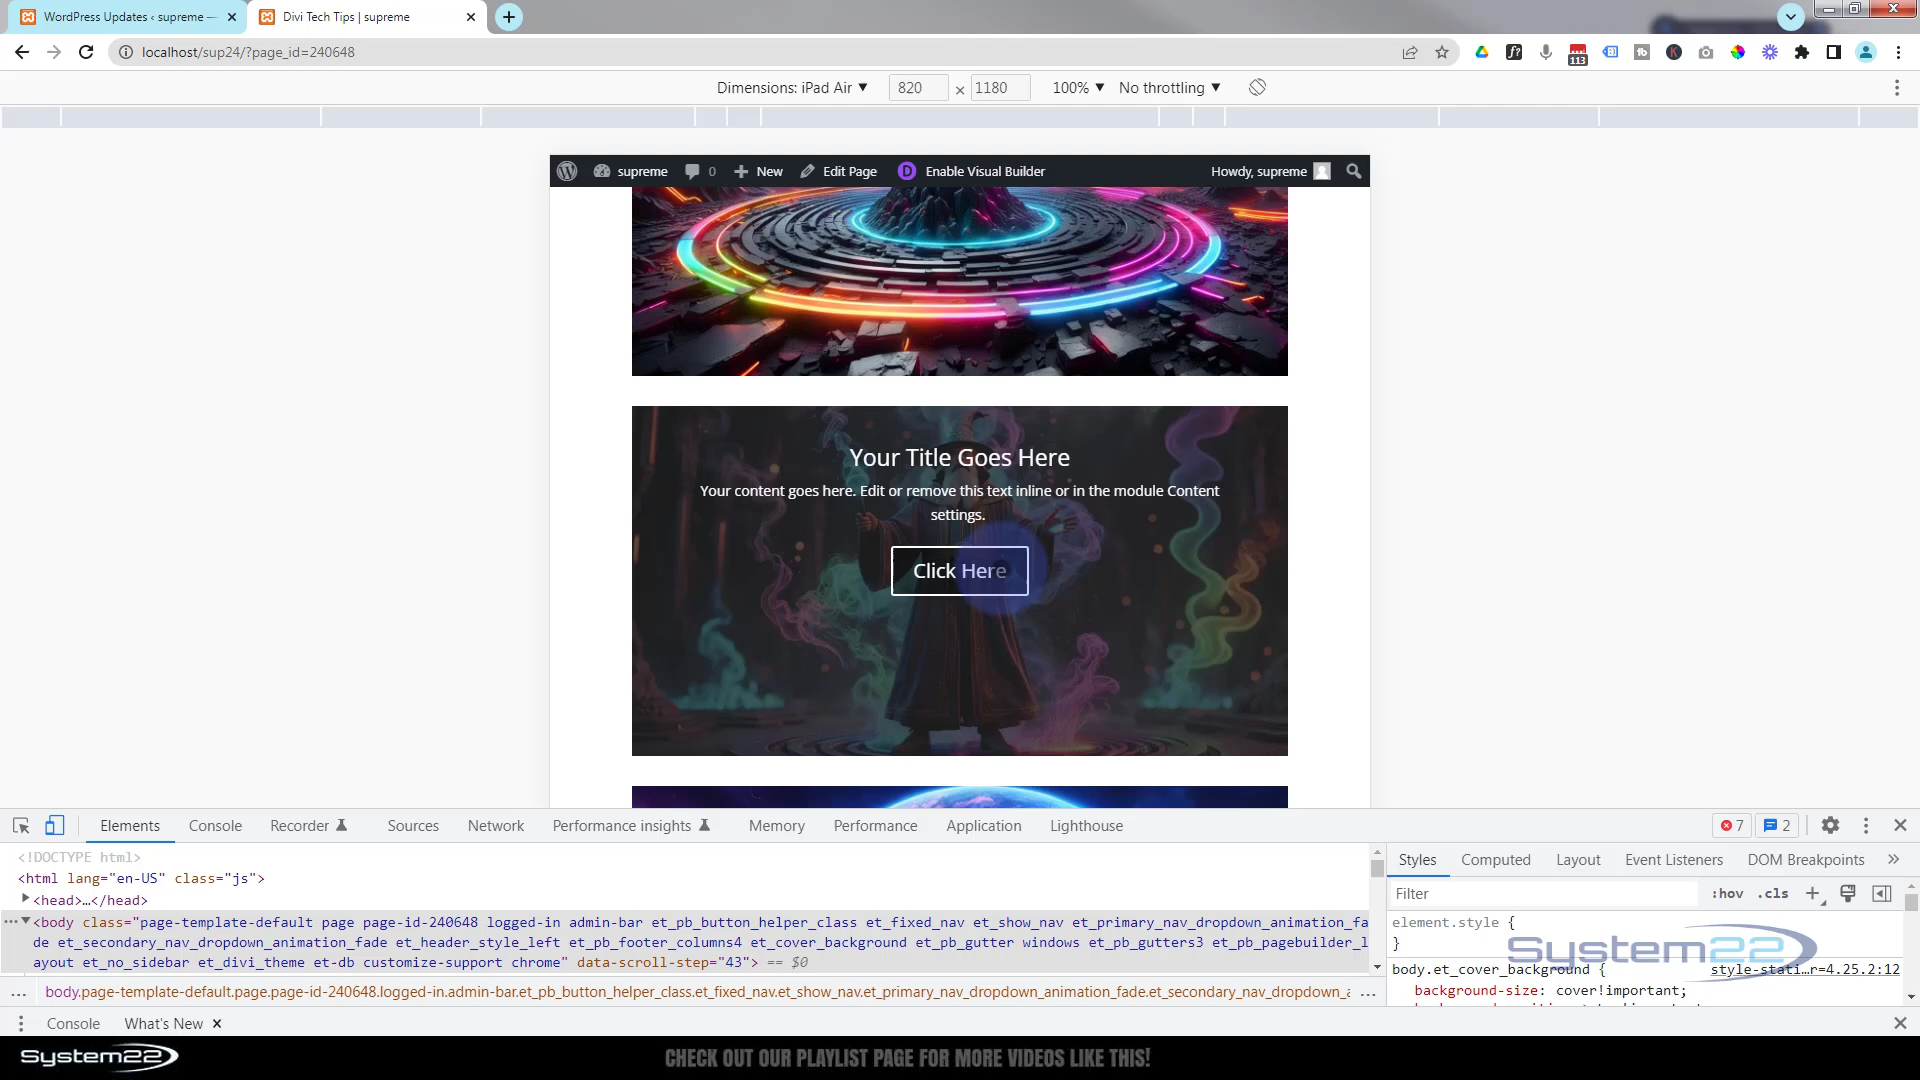 WordPress Updates ‹ supreme —
Divi Tech Tips | supreme
localhost/sup24/?page_id=240648
113
Dimensions: iPad Air
820 × 1180
100%
No throttling
supreme
0
New
Edit Page
Enable Visual Builder
Howdy, supreme
Your Title Goes Here
Your content goes here. Edit or remove this text inline or in the module Content
settings.
Click Here
Elements
Console
Recorder
Sources
Network
Performance insights
Memory
Performance
Application
Lighthouse
7
2
<!DOCTYPE html>
<html lang="en-US" class="js">
<head>…</head>
<body class="page-template-default page page-id-240648 logged-in admin-bar et_pb_button_helper_class et_fixed_nav et_show_nav et_primary_nav_dropdown_animation_fa
de et_secondary_nav_dropdown_animation_fade et_header_style_left et_pb_footer_columns4 et_cover_background et_pb_gutter windows et_pb_gutters3 et_pb_pagebuilder_l
ayout et_no_sidebar et_divi_theme et-db customize-support chrome" data-scroll-step="43"> == $0
... body.page-template-default.page.page-id-240648.logged-in.admin-bar.et_pb_button_helper_class.et_fixed_nav.et_show_nav.et_primary_nav_dropdown_animation_fade.et_secondary_nav_dropdown_a ...
Styles
Computed
Layout
Event Listeners
DOM Breakpoints
Filter
:hov
.cls
element.style {
}
System22
body.et_cover_background {
style-stati…r=4.25.2:12
background-size: cover!important;
Console
What's New
System22
CHECK OUT OUR PLAYLIST PAGE FOR MORE VIDEOS LIKE THIS!